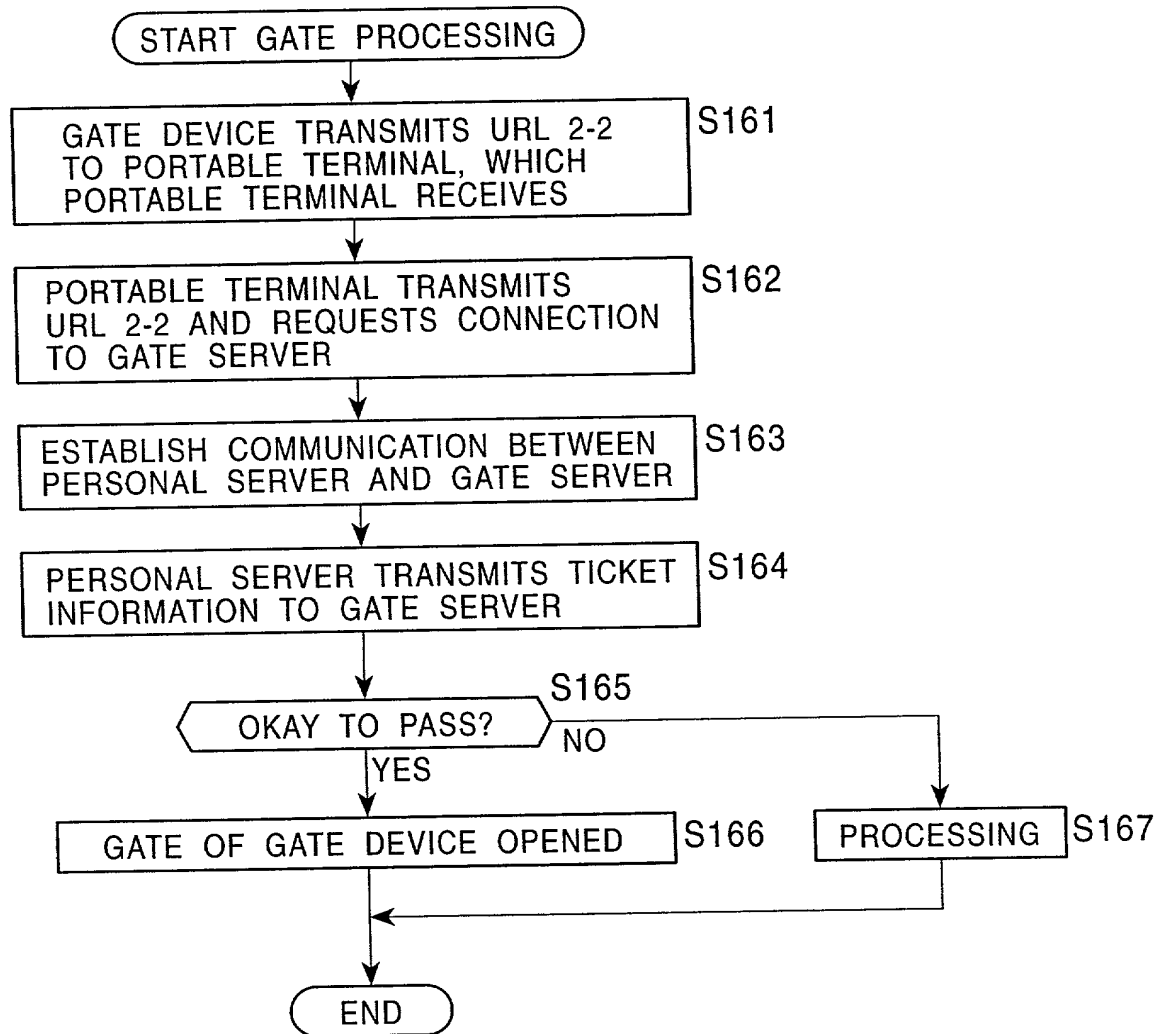 START GATE PROCESSING
GATE DEVICE TRANSMITS URL 2-2
TO PORTABLE TERMINAL, WHICH
PORTABLE TERMINAL RECEIVES
S161
PORTABLE TERMINAL TRANSMITS
URL 2-2 AND REQUESTS CONNECTION
TO GATE SERVER
S162
ESTABLISH COMMUNICATION BETWEEN
PERSONAL SERVER AND GATE SERVER
S163
PERSONAL SERVER TRANSMITS TICKET
INFORMATION TO GATE SERVER
S164
S165
OKAY TO PASS?
NO
YES
GATE OF GATE DEVICE OPENED
S166
PROCESSING
S167
END